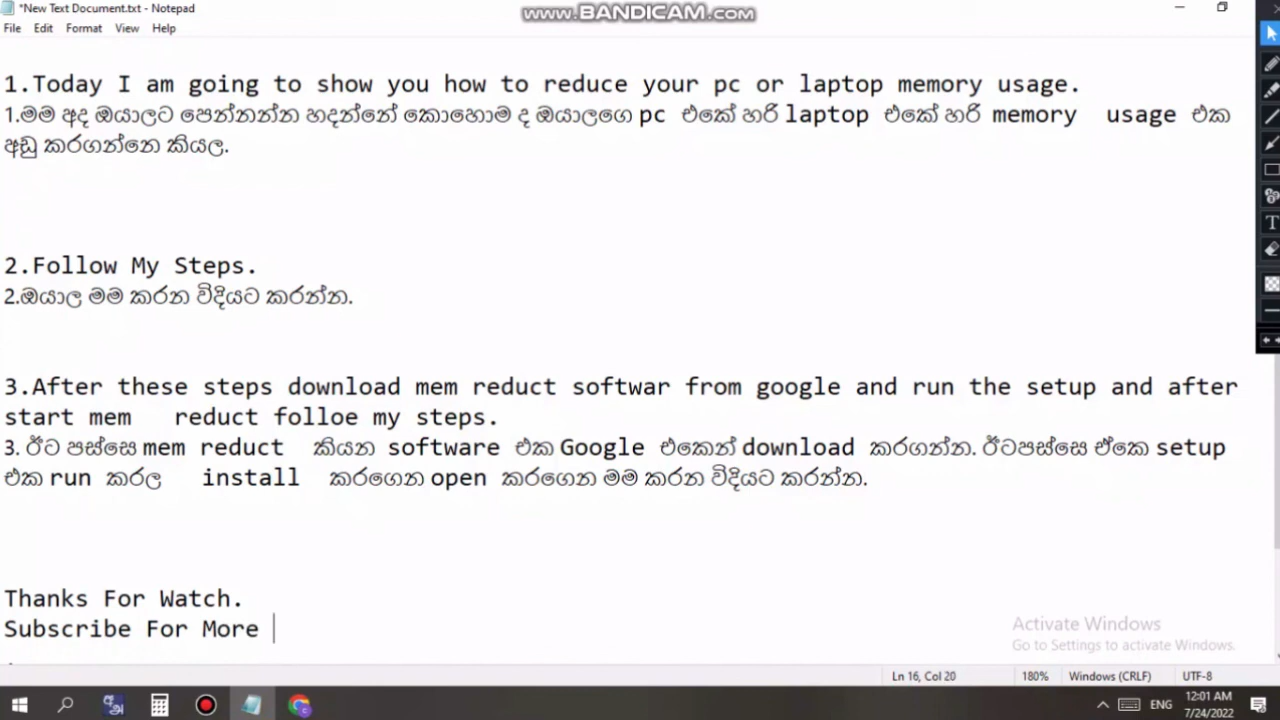 *New Text Document.txt - Notepad
www.BANDICAM.com
File Edit Format View Help
1.Today I am going to show you how to reduce your pc or laptop memory usage.
1.මම අද ඔයාලට පෙන්නන්න හදන්නේ කොහොම ද ඔයාලගෙ pc එකේ හරි laptop එකේ හරි memory usage එක
අඩු කරගන්නෙ කියල.
2.Follow My Steps.
2.ඔයාල මම කරන විදියට කරන්න.
3.After these steps download mem reduct softwar from google and run the setup and after
start mem reduct folloe my steps.
3. ඊට පස්සෙ mem reduct කියන software එක Google එකෙන් download කරගන්න. ඊටපස්සෙ ඒකෙ setup
එක run කරල install කරගෙන open කරගෙන මම කරන විදියට කරන්න.
Thanks For Watch.
Subscribe For More
Activate Windows
Go to Settings to activate Windows.
Ln 16, Col 20 180% Windows (CRLF) UTF-8
ENG 12:01 AM
7/24/2022